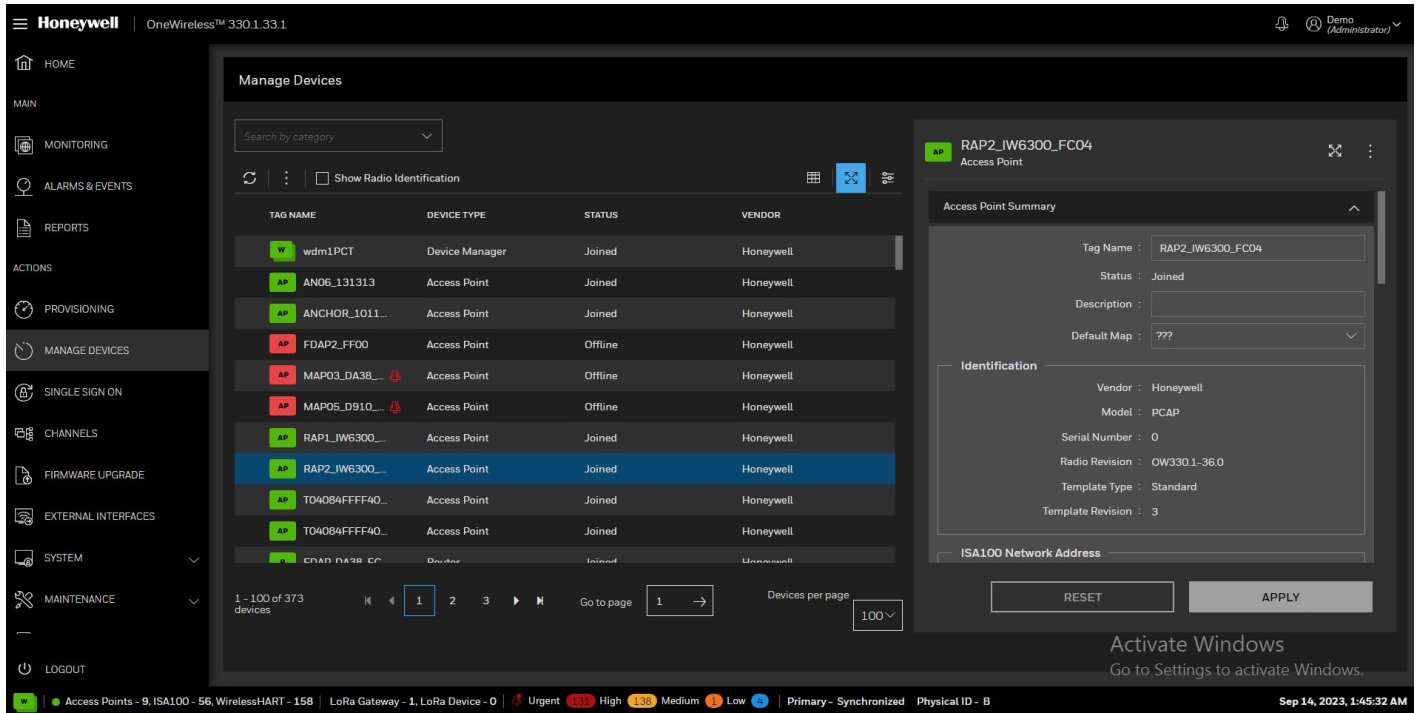 Honeywell | OneWireless™ 330.1.33.1
Demo
(Administrator)
HOME
MAIN
MONITORING
ALARMS & EVENTS
REPORTS
ACTIONS
PROVISIONING
MANAGE DEVICES
SINGLE SIGN ON
CHANNELS
FIRMWARE UPGRADE
EXTERNAL INTERFACES
SYSTEM
MAINTENANCE
LOGOUT
Manage Devices
Search by category
Show Radio Identification
TAG NAME DEVICE TYPE STATUS VENDOR
W wdm1PCT Device Manager Joined Honeywell
AP AN06_131313 Access Point Joined Honeywell
AP ANCHOR_1011... Access Point Joined Honeywell
AP FDAP2_FF00 Access Point Offline Honeywell
AP MAP03_DA38_... Access Point Offline Honeywell
AP MAP05_D910_... Access Point Offline Honeywell
AP RAP1_IW6300_... Access Point Joined Honeywell
AP RAP2_IW6300_... Access Point Joined Honeywell
AP T04084FFFF40... Access Point Joined Honeywell
AP T04084FFFF40... Access Point Joined Honeywell
FDAP_DA38_FC Router Joined Honeywell
1 - 100 of 373
devices
1 2 3
Go to page 1
Devices per page
100
AP RAP2_IW6300_FC04
Access Point
Access Point Summary
Tag Name : RAP2_IW6300_FC04
Status : Joined
Description :
Default Map : ???
Identification
Vendor : Honeywell
Model : PCAP
Serial Number : 0
Radio Revision : OW330.1-36.0
Template Type : Standard
Template Revision : 3
ISA100 Network Address
RESET APPLY
Activate Windows
Go to Settings to activate Windows.
W Access Points - 9, ISA100 - 56, WirelessHART - 158 | LoRa Gateway - 1, LoRa Device - 0 | Urgent 131 High 138 Medium 1 Low 4 | Primary - Synchronized Physical ID - B Sep 14, 2023, 1:45:32 AM